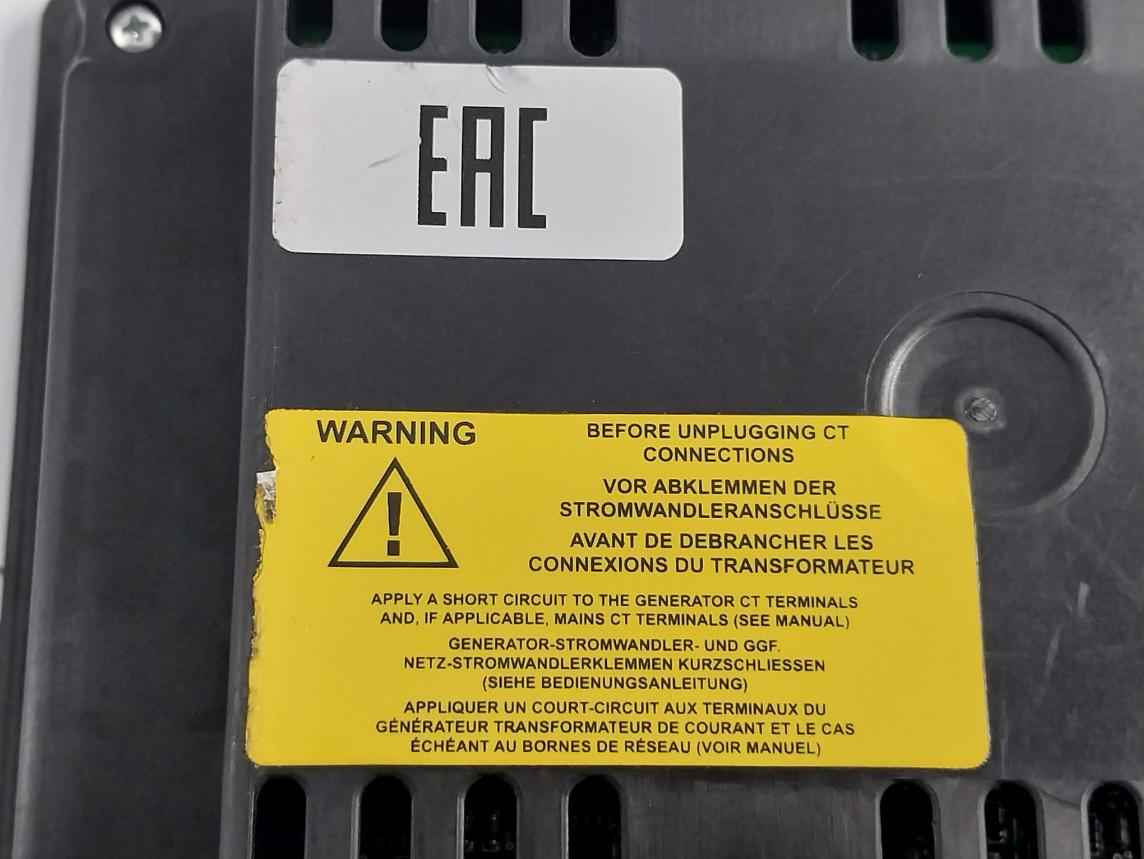 EAC
WARNING
BEFORE UNPLUGGING CT
CONNECTIONS
VOR ABKLEMMEN DER
STROMWANDLERANSCHLÜSSE
AVANT DE DEBRANCHER LES
CONNEXIONS DU TRANSFORMATEUR
APPLY A SHORT CIRCUIT TO THE GENERATOR CT TERMINALS
AND, IF APPLICABLE, MAINS CT TERMINALS (SEE MANUAL)
GENERATOR-STROMWANDLER- UND GGF.
NETZ-STROMWANDLERKLEMMEN KURZSCHLIESSEN
(SIEHE BEDIENUNGSANLEITUNG)
APPLIQUER UN COURT-CIRCUIT AUX TERMINAUX DU
GÉNÉRATEUR TRANSFORMATEUR DE COURANT ET LE CAS
ÉCHÉANT AU BORNES DE RÉSEAU (VOIR MANUEL)